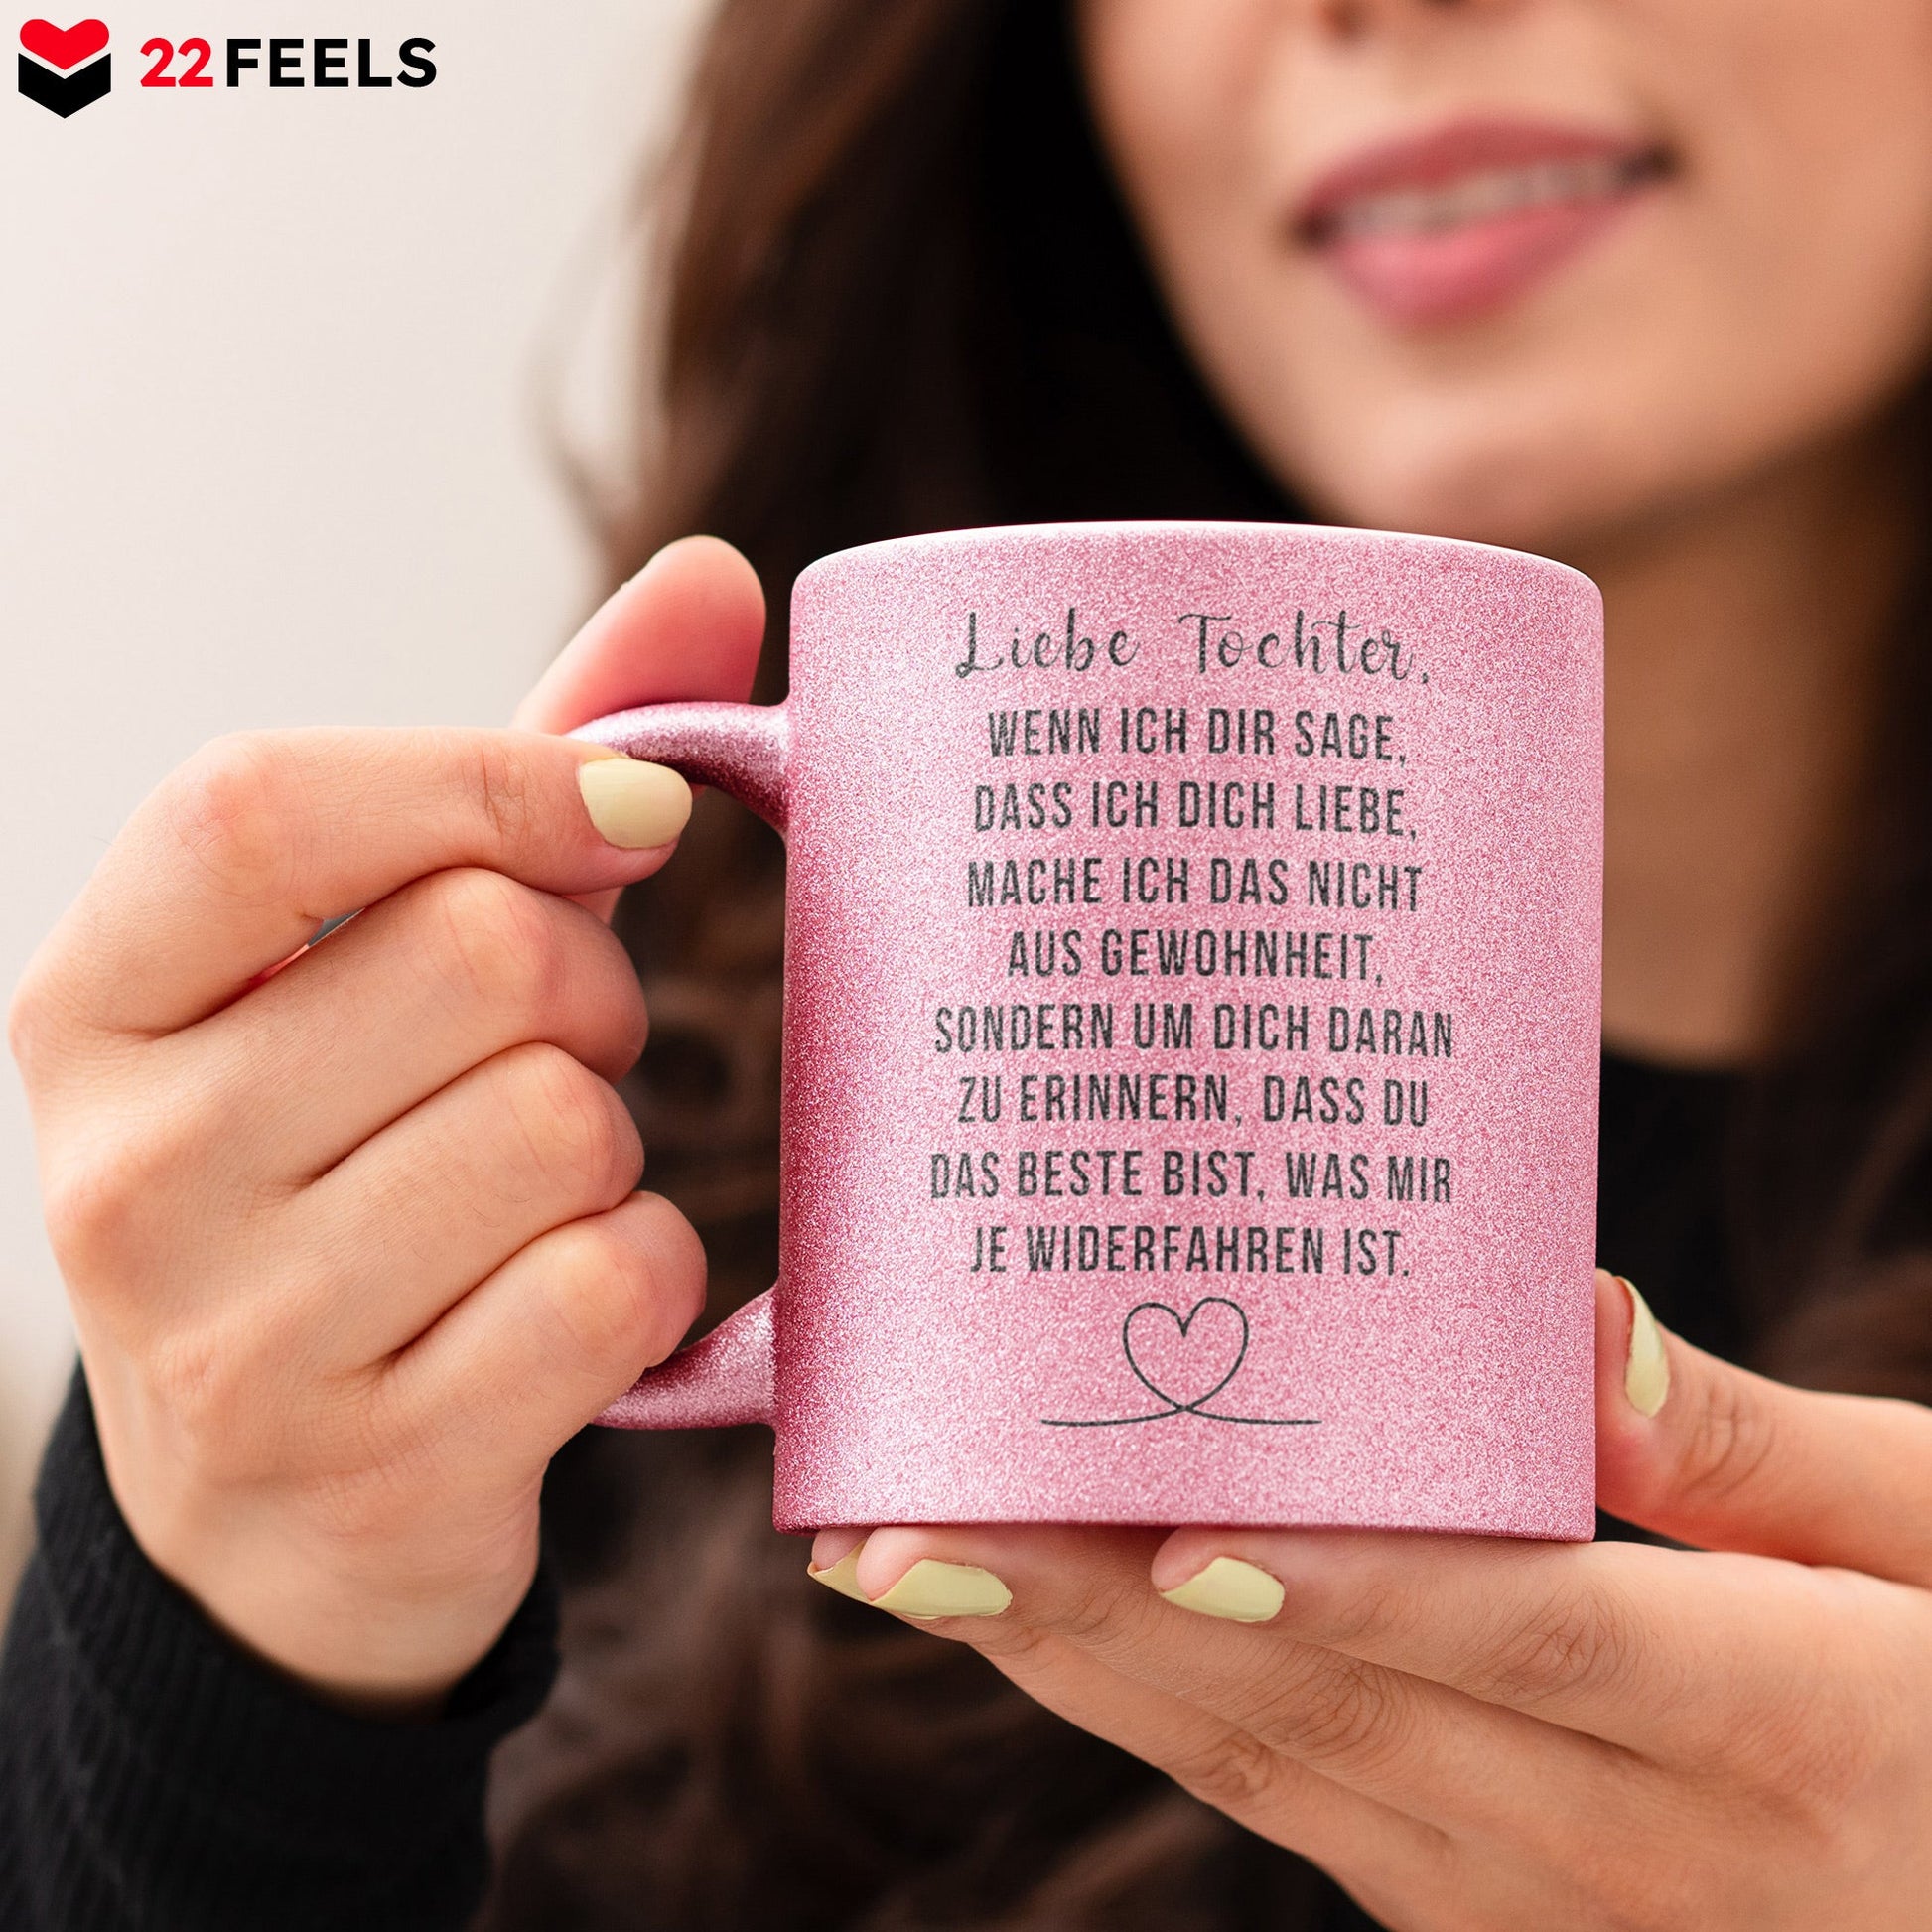 22FEELS
Liebe Tochter,
WENN ICH DIR SAGE,
DASS ICH DICH LIEBE,
MACHE ICH DAS NICHT
AUS GEWOHNHEIT,
SONDERN UM DICH DARAN
ZU ERINNERN, DASS DU
DAS BESTE BIST, WAS MIR
JE WIDERFAHREN IST.